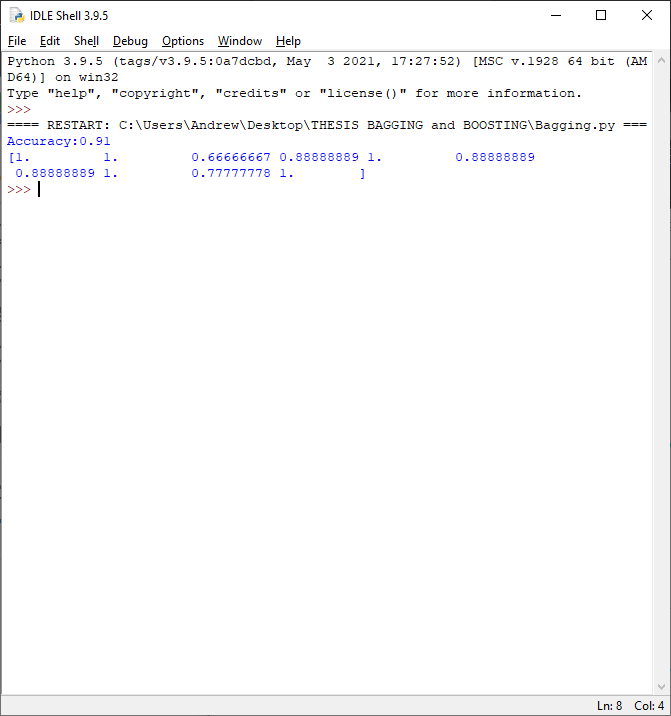 IDLE Shell 3.9.5
File Edit Shell Debug Options Window Help
Python 3.9.5 (tags/v3.9.5:0a7dcbd, May  3 2021, 17:27:52) [MSC v.1928 64 bit (AM
D64)] on win32
Type "help", "copyright", "credits" or "license()" for more information.
>>>
==== RESTART: C:\Users\Andrew\Desktop\THESIS BAGGING and BOOSTING\Bagging.py ===
Accuracy:0.91
[1.         1.         0.66666667 0.88888889 1.         0.88888889
 0.88888889 1.         0.77777778 1.        ]
>>>
Ln: 8 Col: 4